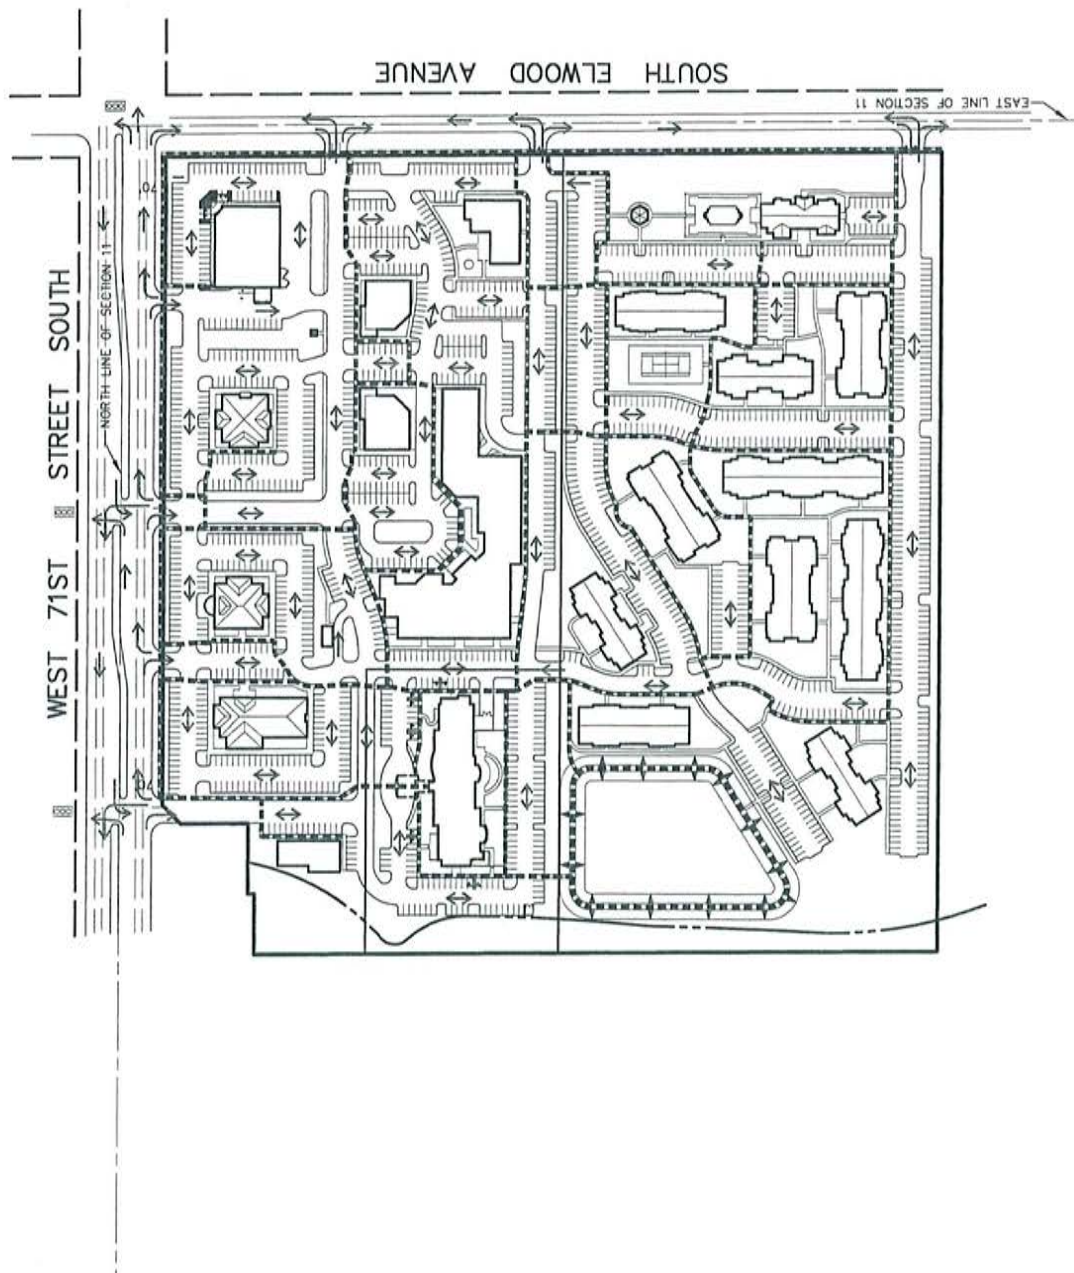 SOUTH ELWOOD AVENUE
EAST LINE OF SECTION 11
WEST 71ST STREET SOUTH
NORTH LINE OF SECTION 11